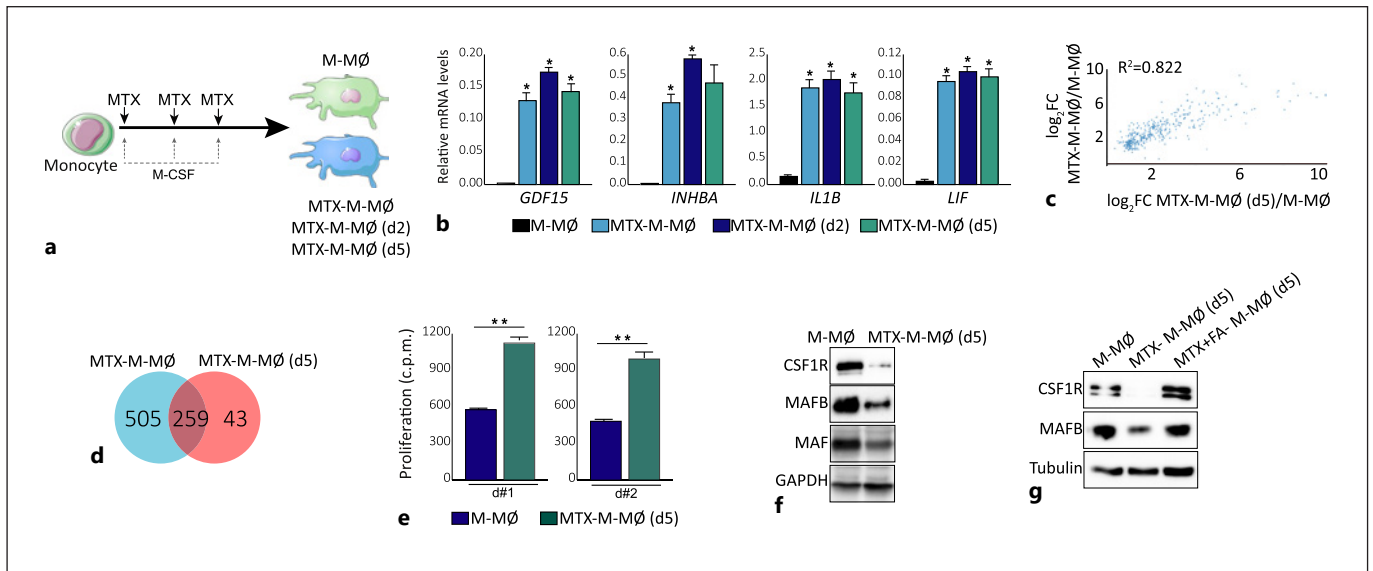 MTX MTX MTX
Monocyte
M-CSF
M-MØ
MTX-M-MØ
MTX-M-MØ (d2)
MTX-M-MØ (d5)
a
Relative mRNA levels
0.20
0.15
0.10
0.05
0.00
*
*
*
GDF15
0.6
0.5
0.4
0.3
0.2
0.1
0.0
*
*
INHBA
2.5
2.0
1.5
1.0
0.5
0.0
*
*
*
IL1B
0.12
0.10
0.08
0.06
0.04
0.02
0.00
*
*
*
LIF
b
M-MØ MTX-M-MØ MTX-M-MØ (d2) MTX-M-MØ (d5)
R²=0.822
log₂FC
MTX-M-MØ/M-MØ
10
6
2
2 6 10
log₂FC MTX-M-MØ (d5)/M-MØ
c
MTX-M-MØ MTX-M-MØ (d5)
505 259 43
d
Proliferation (c.p.m.)
1200
900
600
300
0
**
d#1
1200
900
600
300
0
**
d#2
e
M-MØ MTX-M-MØ (d5)
M-MØ MTX-M-MØ (d5)
CSF1R
MAFB
MAF
GAPDH
f
M-MØ
MTX- M-MØ (d5)
MTX+FA- M-MØ (d5)
CSF1R
MAFB
Tubulin
g